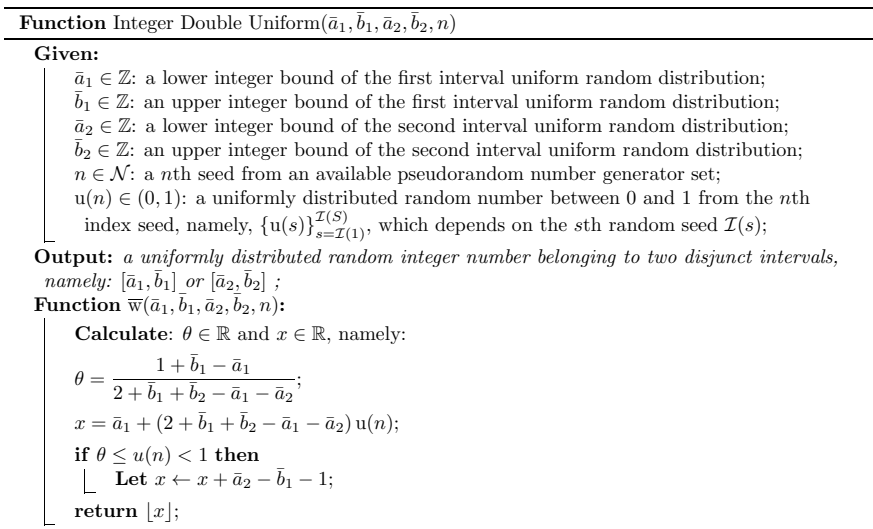 Function Integer Double Uniform(ā₁, b̄₁, ā₂, b̄₂, n)
Given:
ā₁ ∈ ℤ: a lower integer bound of the first interval uniform random distribution;
b̄₁ ∈ ℤ: an upper integer bound of the first interval uniform random distribution;
ā₂ ∈ ℤ: a lower integer bound of the second interval uniform random distribution;
b̄₂ ∈ ℤ: an upper integer bound of the second interval uniform random distribution;
n ∈ 𝒩: a nth seed from an available pseudorandom number generator set;
u(n) ∈ (0, 1): a uniformly distributed random number between 0 and 1 from the nth
index seed, namely, {u(s)}_{s=ℐ(1)}^{ℐ(S)}, which depends on the sth random seed ℐ(s);
Output: a uniformly distributed random integer number belonging to two disjunct intervals,
namely: [ā₁, b̄₁] or [ā₂, b̄₂] ;
Function w̅(ā₁, b̄₁, ā₂, b̄₂, n):
Calculate: θ ∈ ℝ and x ∈ ℝ, namely:
θ = (1 + b̄₁ − ā₁) / (2 + b̄₁ + b̄₂ − ā₁ − ā₂);
x = ā₁ + (2 + b̄₁ + b̄₂ − ā₁ − ā₂) u(n);
if θ ≤ u(n) < 1 then
Let x ← x + ā₂ − b̄₁ − 1;
return ⌊x⌋;